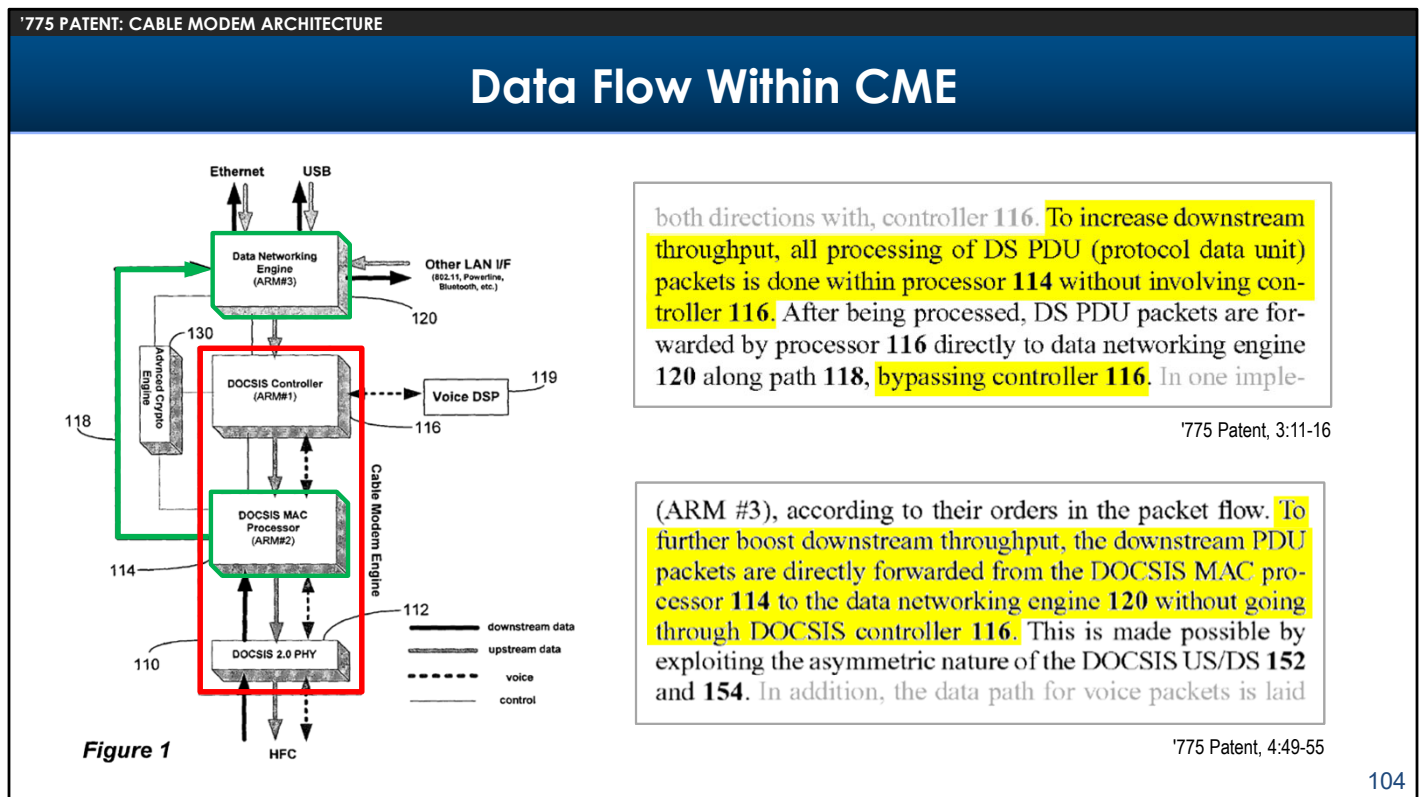 '775 PATENT: CABLE MODEM ARCHITECTURE
Data Flow Within CME
Ethernet
USB
Data Networking
Engine
(ARM#3)
Other LAN I/F
(802.11, Powerline,
Bluetooth, etc.)
120
130
Advnced Crypto
Engine
DOCSIS Controller
(ARM#1)
Voice DSP
119
116
118
Cable Modem Engine
DOCSIS MAC
Processor
(ARM#2)
114
112
DOCSIS 2.0 PHY
110
downstream data
upstream data
voice
control
HFC
Figure 1
both directions with, controller 116. To increase downstream
throughput, all processing of DS PDU (protocol data unit)
packets is done within processor 114 without involving con-
troller 116. After being processed, DS PDU packets are for-
warded by processor 116 directly to data networking engine
120 along path 118, bypassing controller 116. In one imple-
'775 Patent, 3:11-16
(ARM #3), according to their orders in the packet flow. To
further boost downstream throughput, the downstream PDU
packets are directly forwarded from the DOCSIS MAC pro-
cessor 114 to the data networking engine 120 without going
through DOCSIS controller 116. This is made possible by
exploiting the asymmetric nature of the DOCSIS US/DS 152
and 154. In addition, the data path for voice packets is laid
'775 Patent, 4:49-55
104